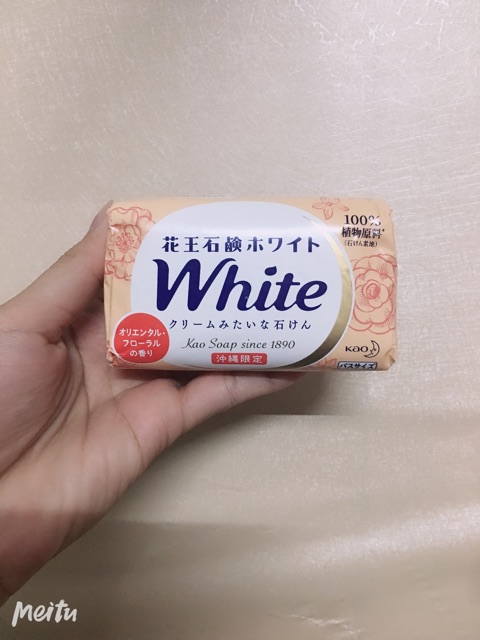 100%
植物原料*
(石けん素地)
花王石鹸ホワイト
White
クリームみたいな石けん
Kao Soap since 1890
沖縄限定
オリエンタル・
フローラル
の香り
Kao
バスサイズ
meitu